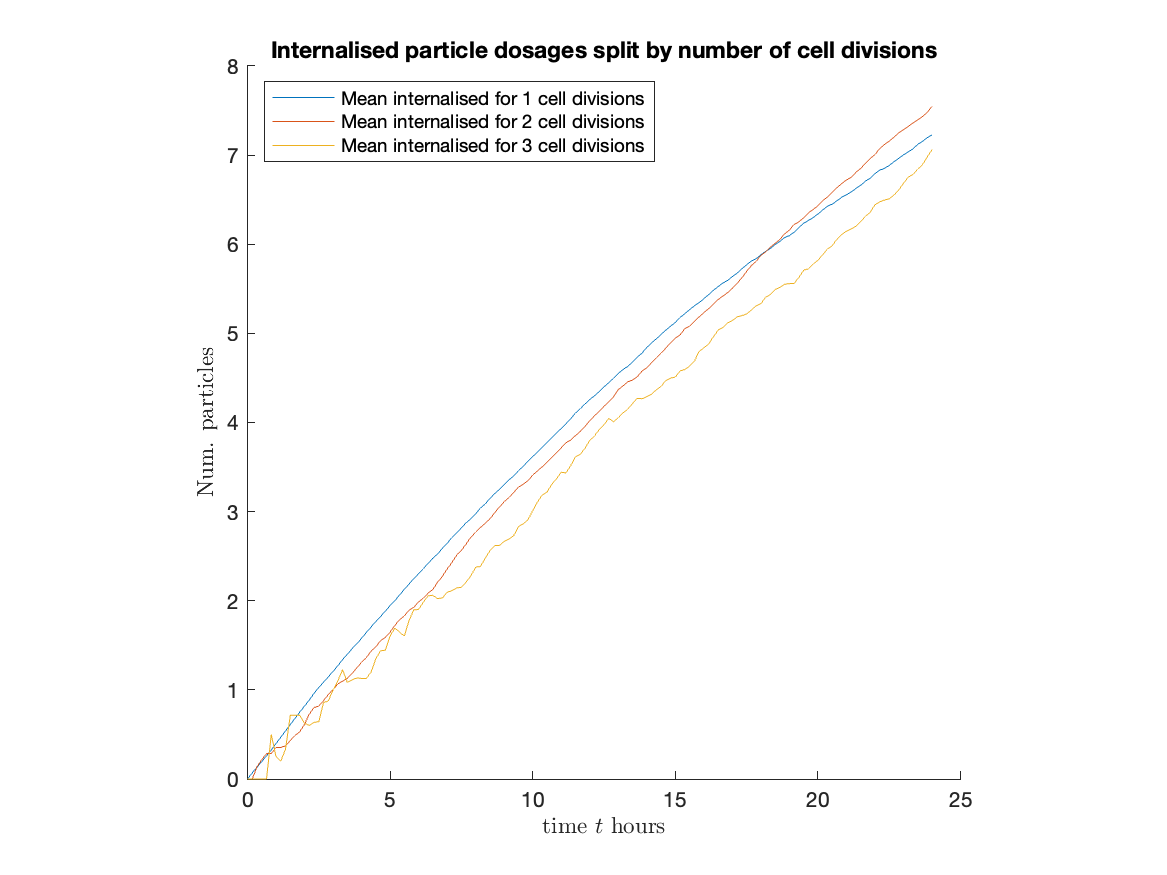 Internalised particle dosages split by number of cell divisions
8
Mean internalised for 1 cell divisions
Mean internalised for 2 cell divisions
Mean internalised for 3 cell divisions
7
6
5
4
3
2
1
0
Num. particles
0 5 10 15 20 25
time t hours